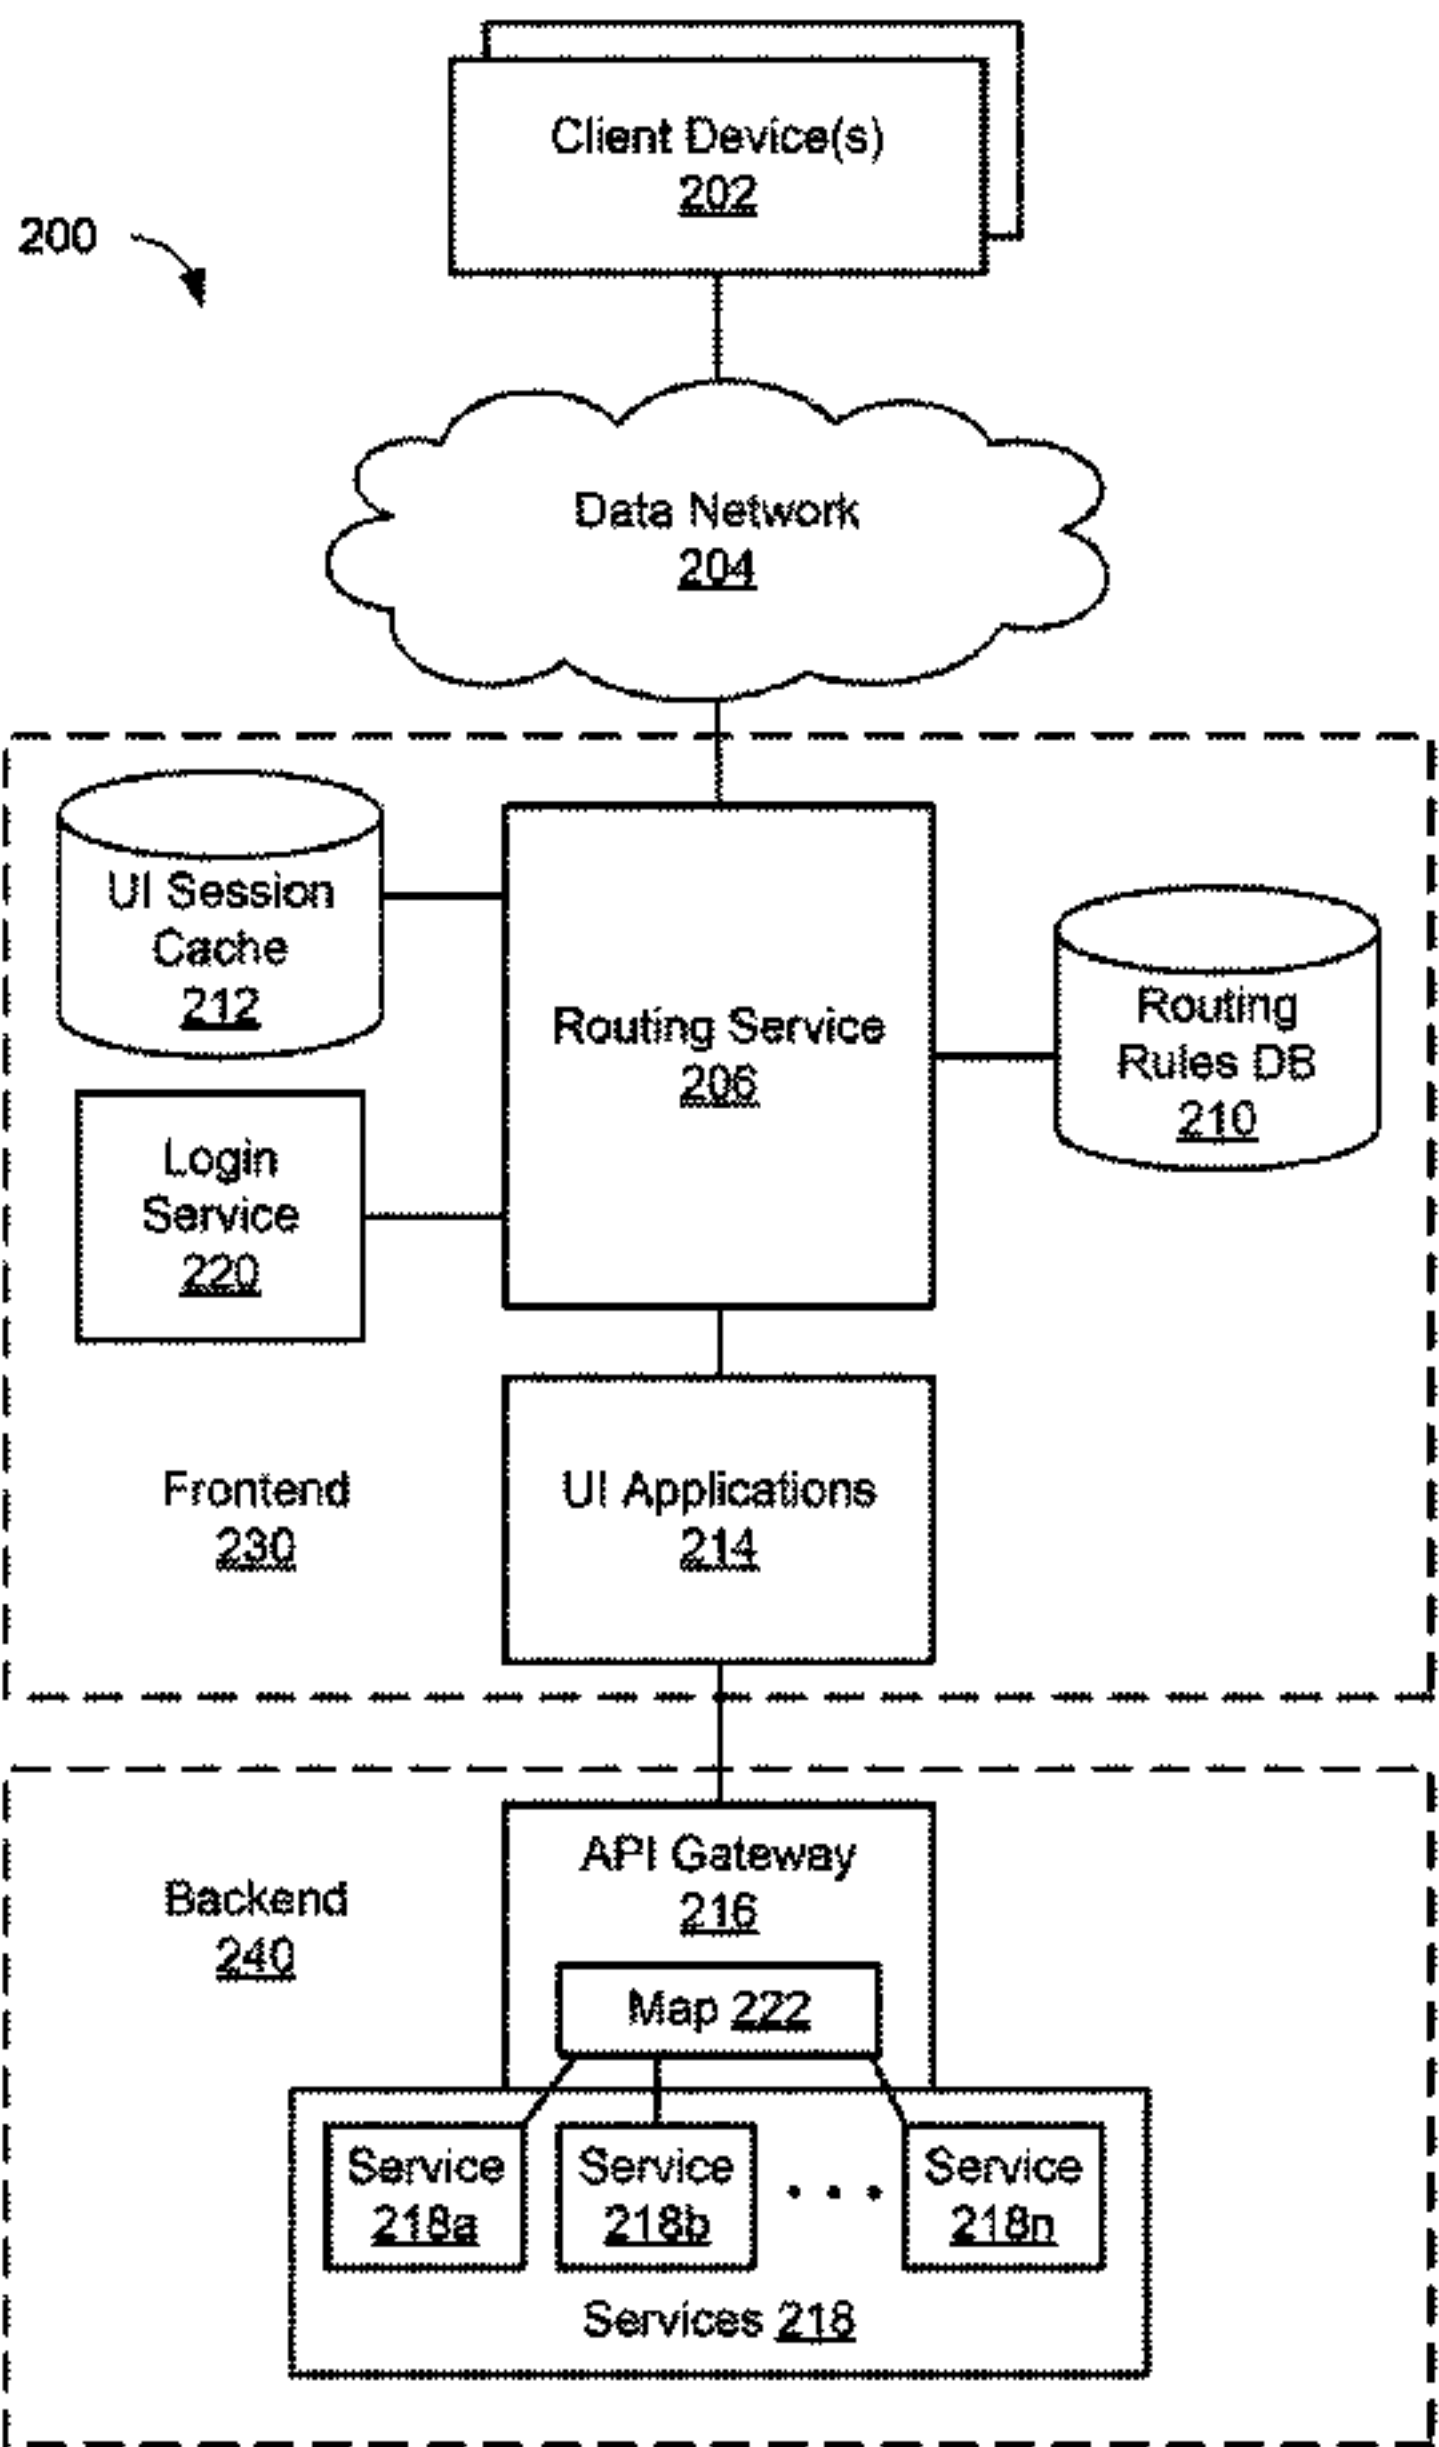 Client Device(s)
202
200
Data Network
204
UI Session
Cache
212
Routing Service
206
Routing
Rules DB
210
Login
Service
220
Frontend
230
UI Applications
214
Backend
240
API Gateway
216
Map 222
Service
218a
Service
218b
. . .
Service
218n
Services 218